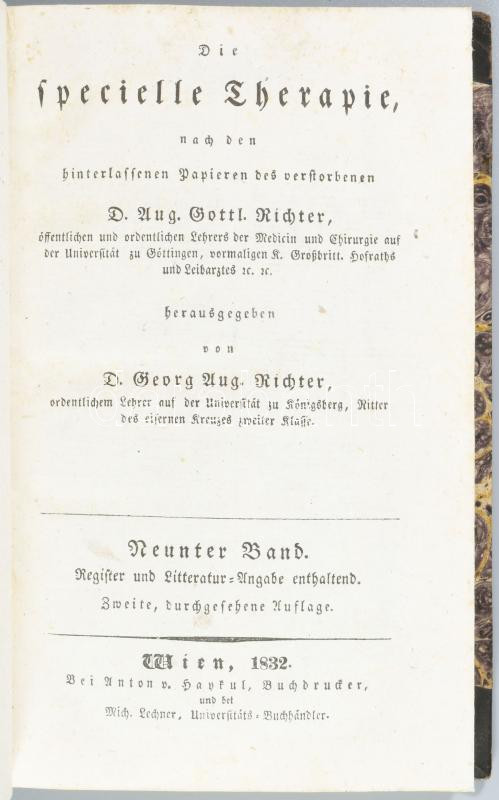 Die
specielle Therapie,
nach den
hinterlassenen Papieren des verstorbenen
D. Aug. Gottl. Richter,
öffentlichen und ordentlichen Lehrers der Medicin und Chirurgie auf
der Universität zu Göttingen, vormaligen K. Großbritt. Hofraths
und Leibarztes ꝛc. ꝛc.
herausgegeben
von
D. Georg Aug. Richter,
ordentlichem Lehrer auf der Universität zu Königsberg, Ritter
des eisernen Kreuzes zweiter Klasse.
Neunter Band.
Register und Litteratur-Angabe enthaltend.
Zweite, durchgesehene Auflage.
Wien, 1832.
Bei Anton v. Haykul, Buchdrucker,
und bei
Mich. Lechner, Universitäts-Buchhändler.